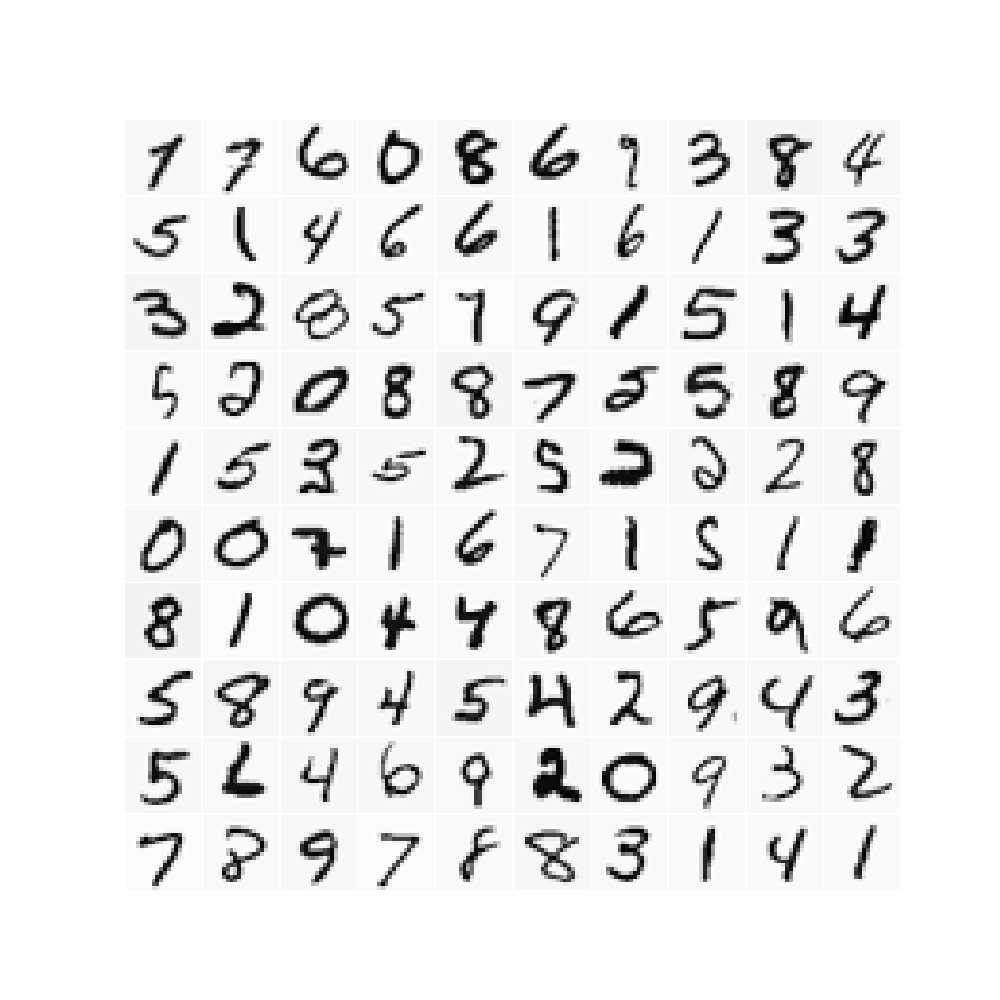 7 7 6 0 8 6 9 3 8 4
5 1 4 6 6 1 6 1 3 3
3 2 8 5 7 9 1 5 1 4
5 2 0 8 8 7 5 5 8 9
1 5 3 5 2 5 2 2 2 8
0 0 7 1 6 7 1 5 1 1
8 1 0 4 4 8 6 5 9 6
5 8 9 4 5 4 2 9 4 3
5 6 4 6 9 2 0 9 3 2
7 8 9 7 8 8 3 1 4 1